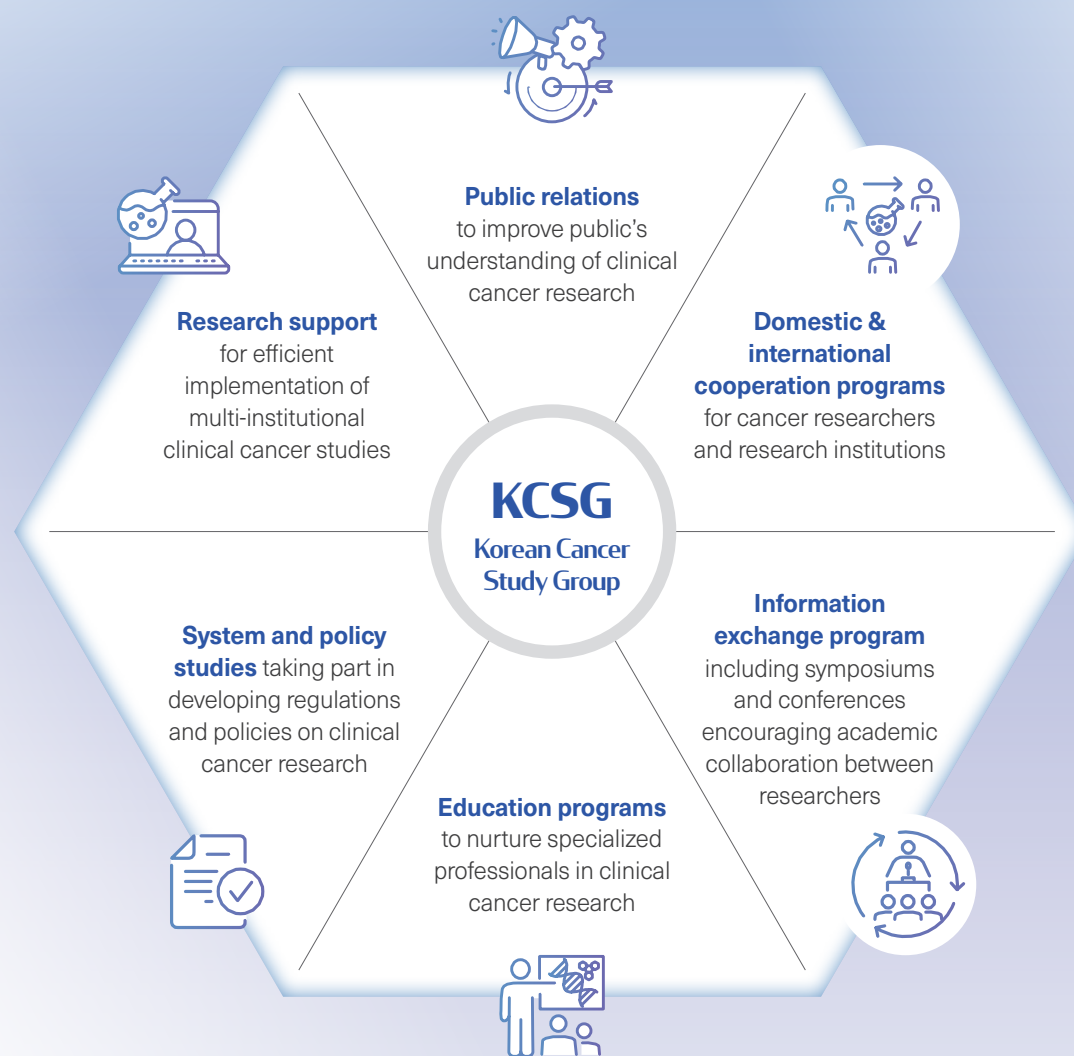 Public relations
to improve public's
understanding of clinical
cancer research
Domestic &
international
cooperation programs
for cancer researchers
and research institutions
Information
exchange program
including symposiums
and conferences
encouraging academic
collaboration between
researchers
Education programs
to nurture specialized
professionals in clinical
cancer research
System and policy
studies taking part in
developing regulations
and policies on clinical
cancer research
Research support
for efficient
implementation of
multi-institutional
clinical cancer studies
KCSG
Korean Cancer
Study Group